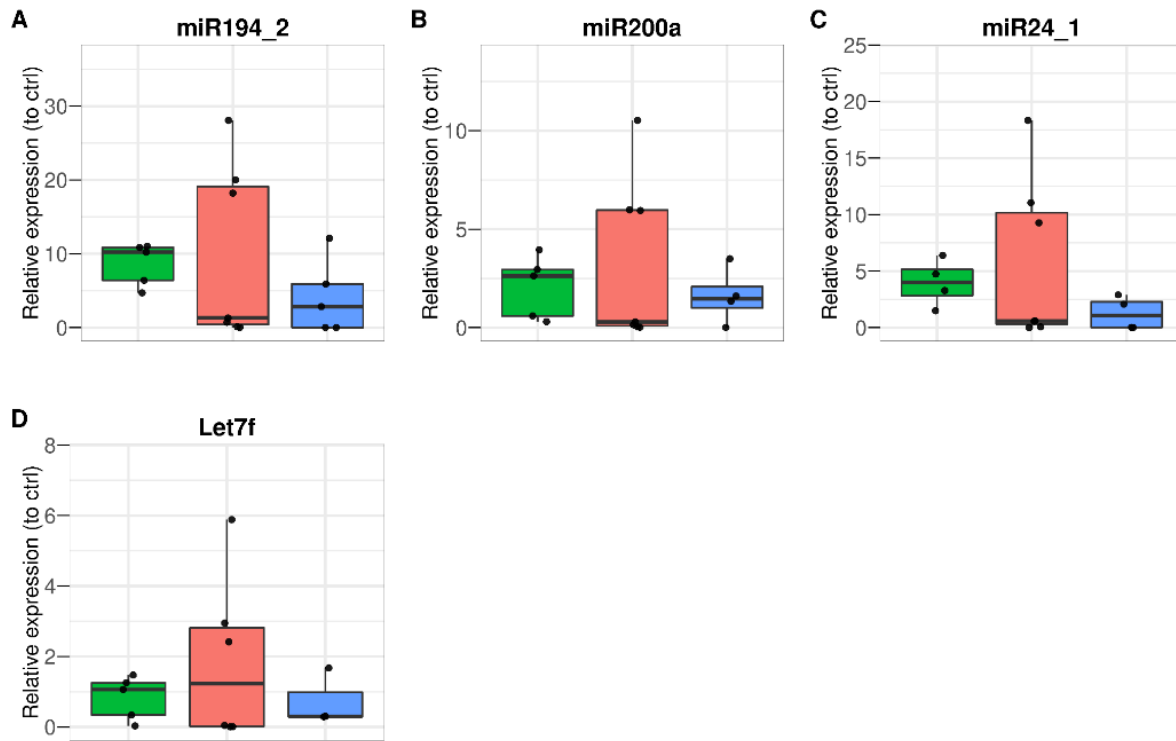 A
miR194_2
Relative expression (to ctrl)
30
20
10
0
B
miR200a
Relative expression (to ctrl)
10
5
0
C
miR24_1
Relative expression (to ctrl)
25
20
15
10
5
0
D
Let7f
Relative expression (to ctrl)
8
6
4
2
0